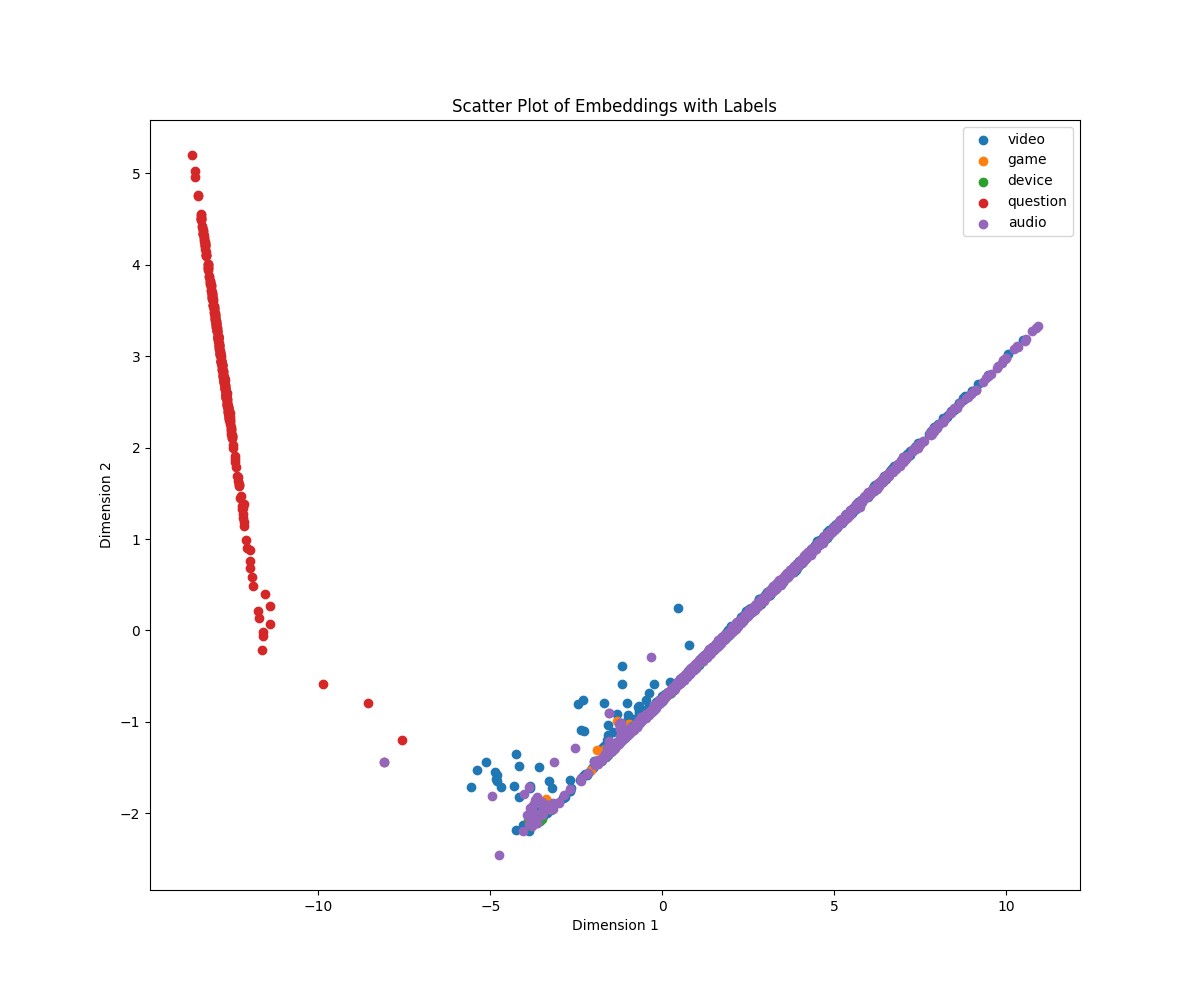 Scatter Plot of Embeddings with Labels
video
game
device
question
audio
5
4
3
2
1
0
−1
−2
Dimension 2
−10 −5 0 5 10
Dimension 1